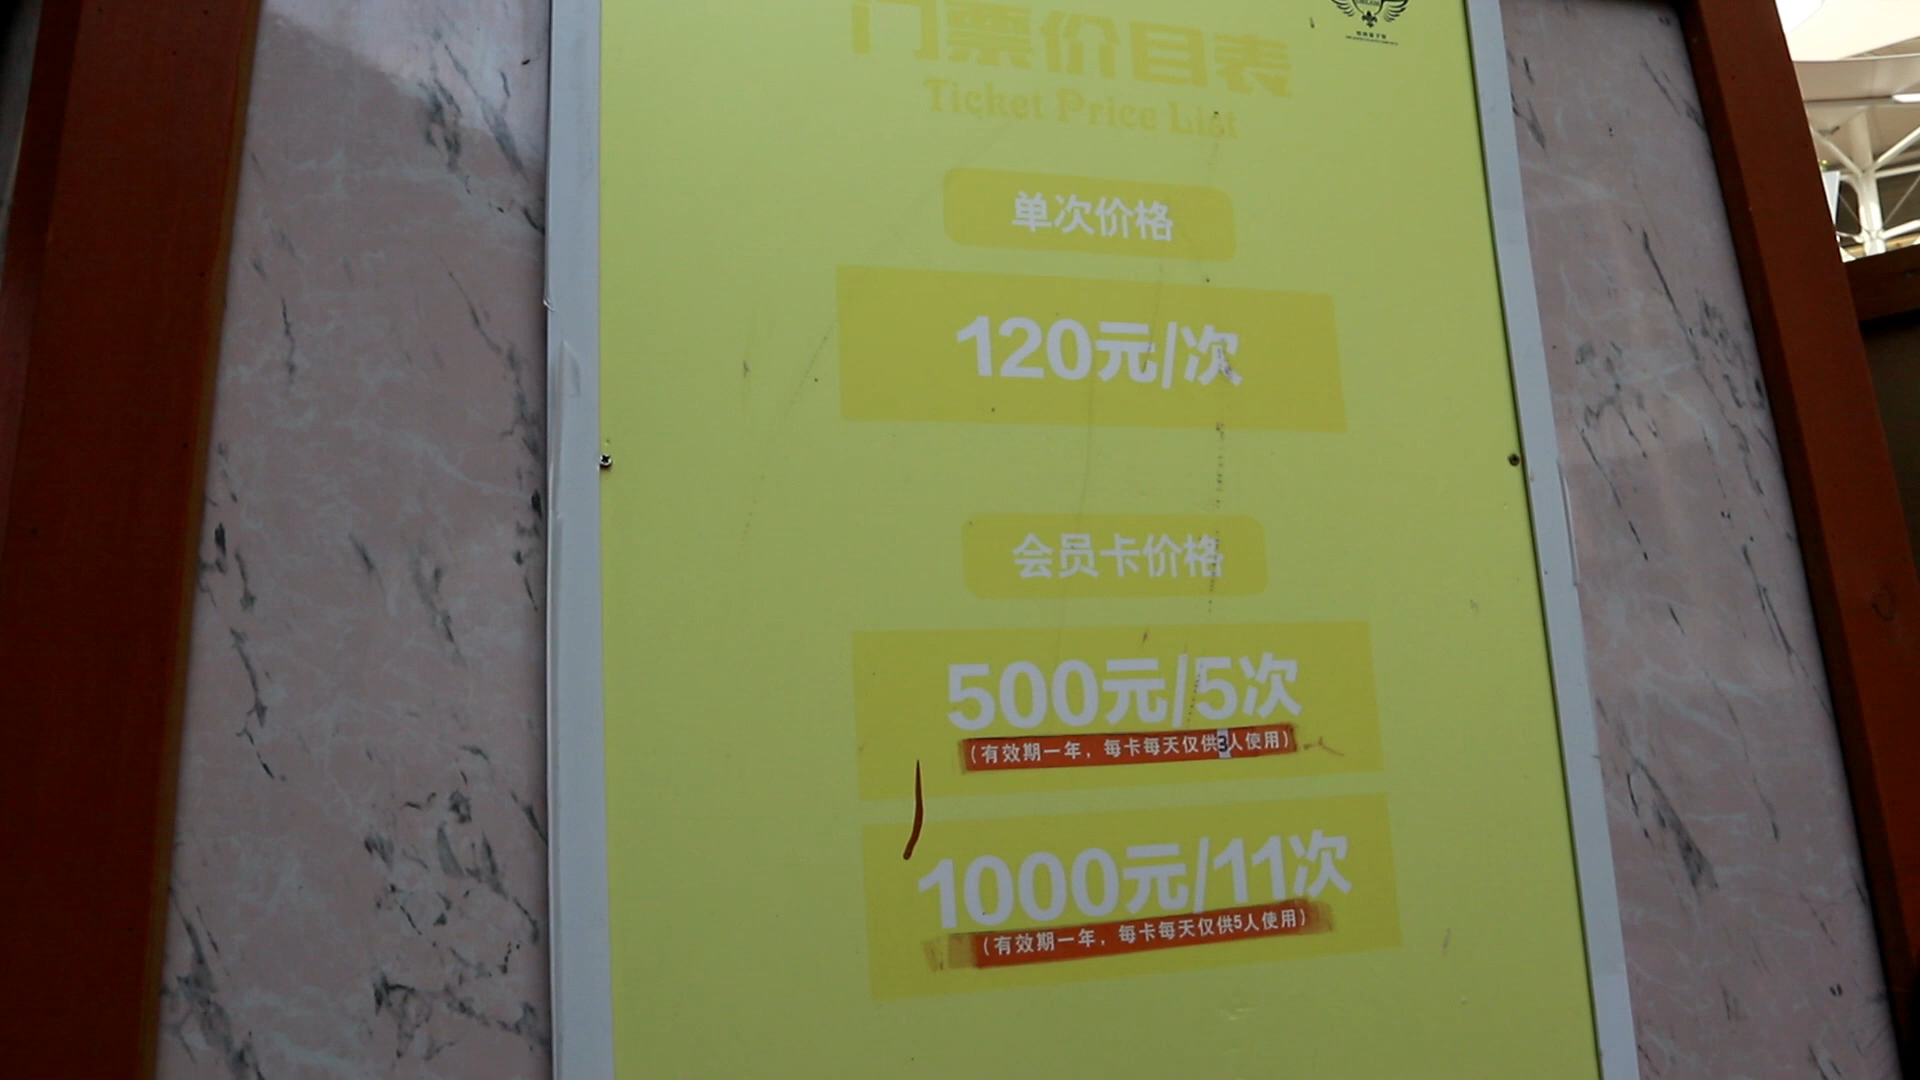 门票价目表
Ticket Price List
单次价格
120元/次
会员卡价格
500元/5次
(有效期一年，每卡每天仅供3人使用)
1000元/11次
(有效期一年，每卡每天仅供5人使用)